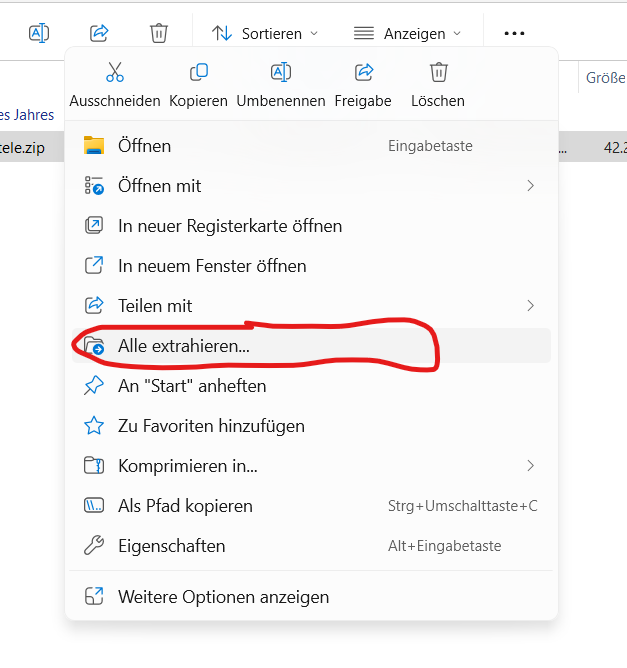 Sortieren
Anzeigen
Ausschneiden Kopieren Umbenennen Freigabe Löschen
Größe
es Jahres
Öffnen Eingabetaste
tele.zip ... 42.2
Öffnen mit
In neuer Registerkarte öffnen
In neuem Fenster öffnen
Teilen mit
Alle extrahieren...
An "Start" anheften
Zu Favoriten hinzufügen
Komprimieren in...
Als Pfad kopieren Strg+Umschalttaste+C
Eigenschaften Alt+Eingabetaste
Weitere Optionen anzeigen